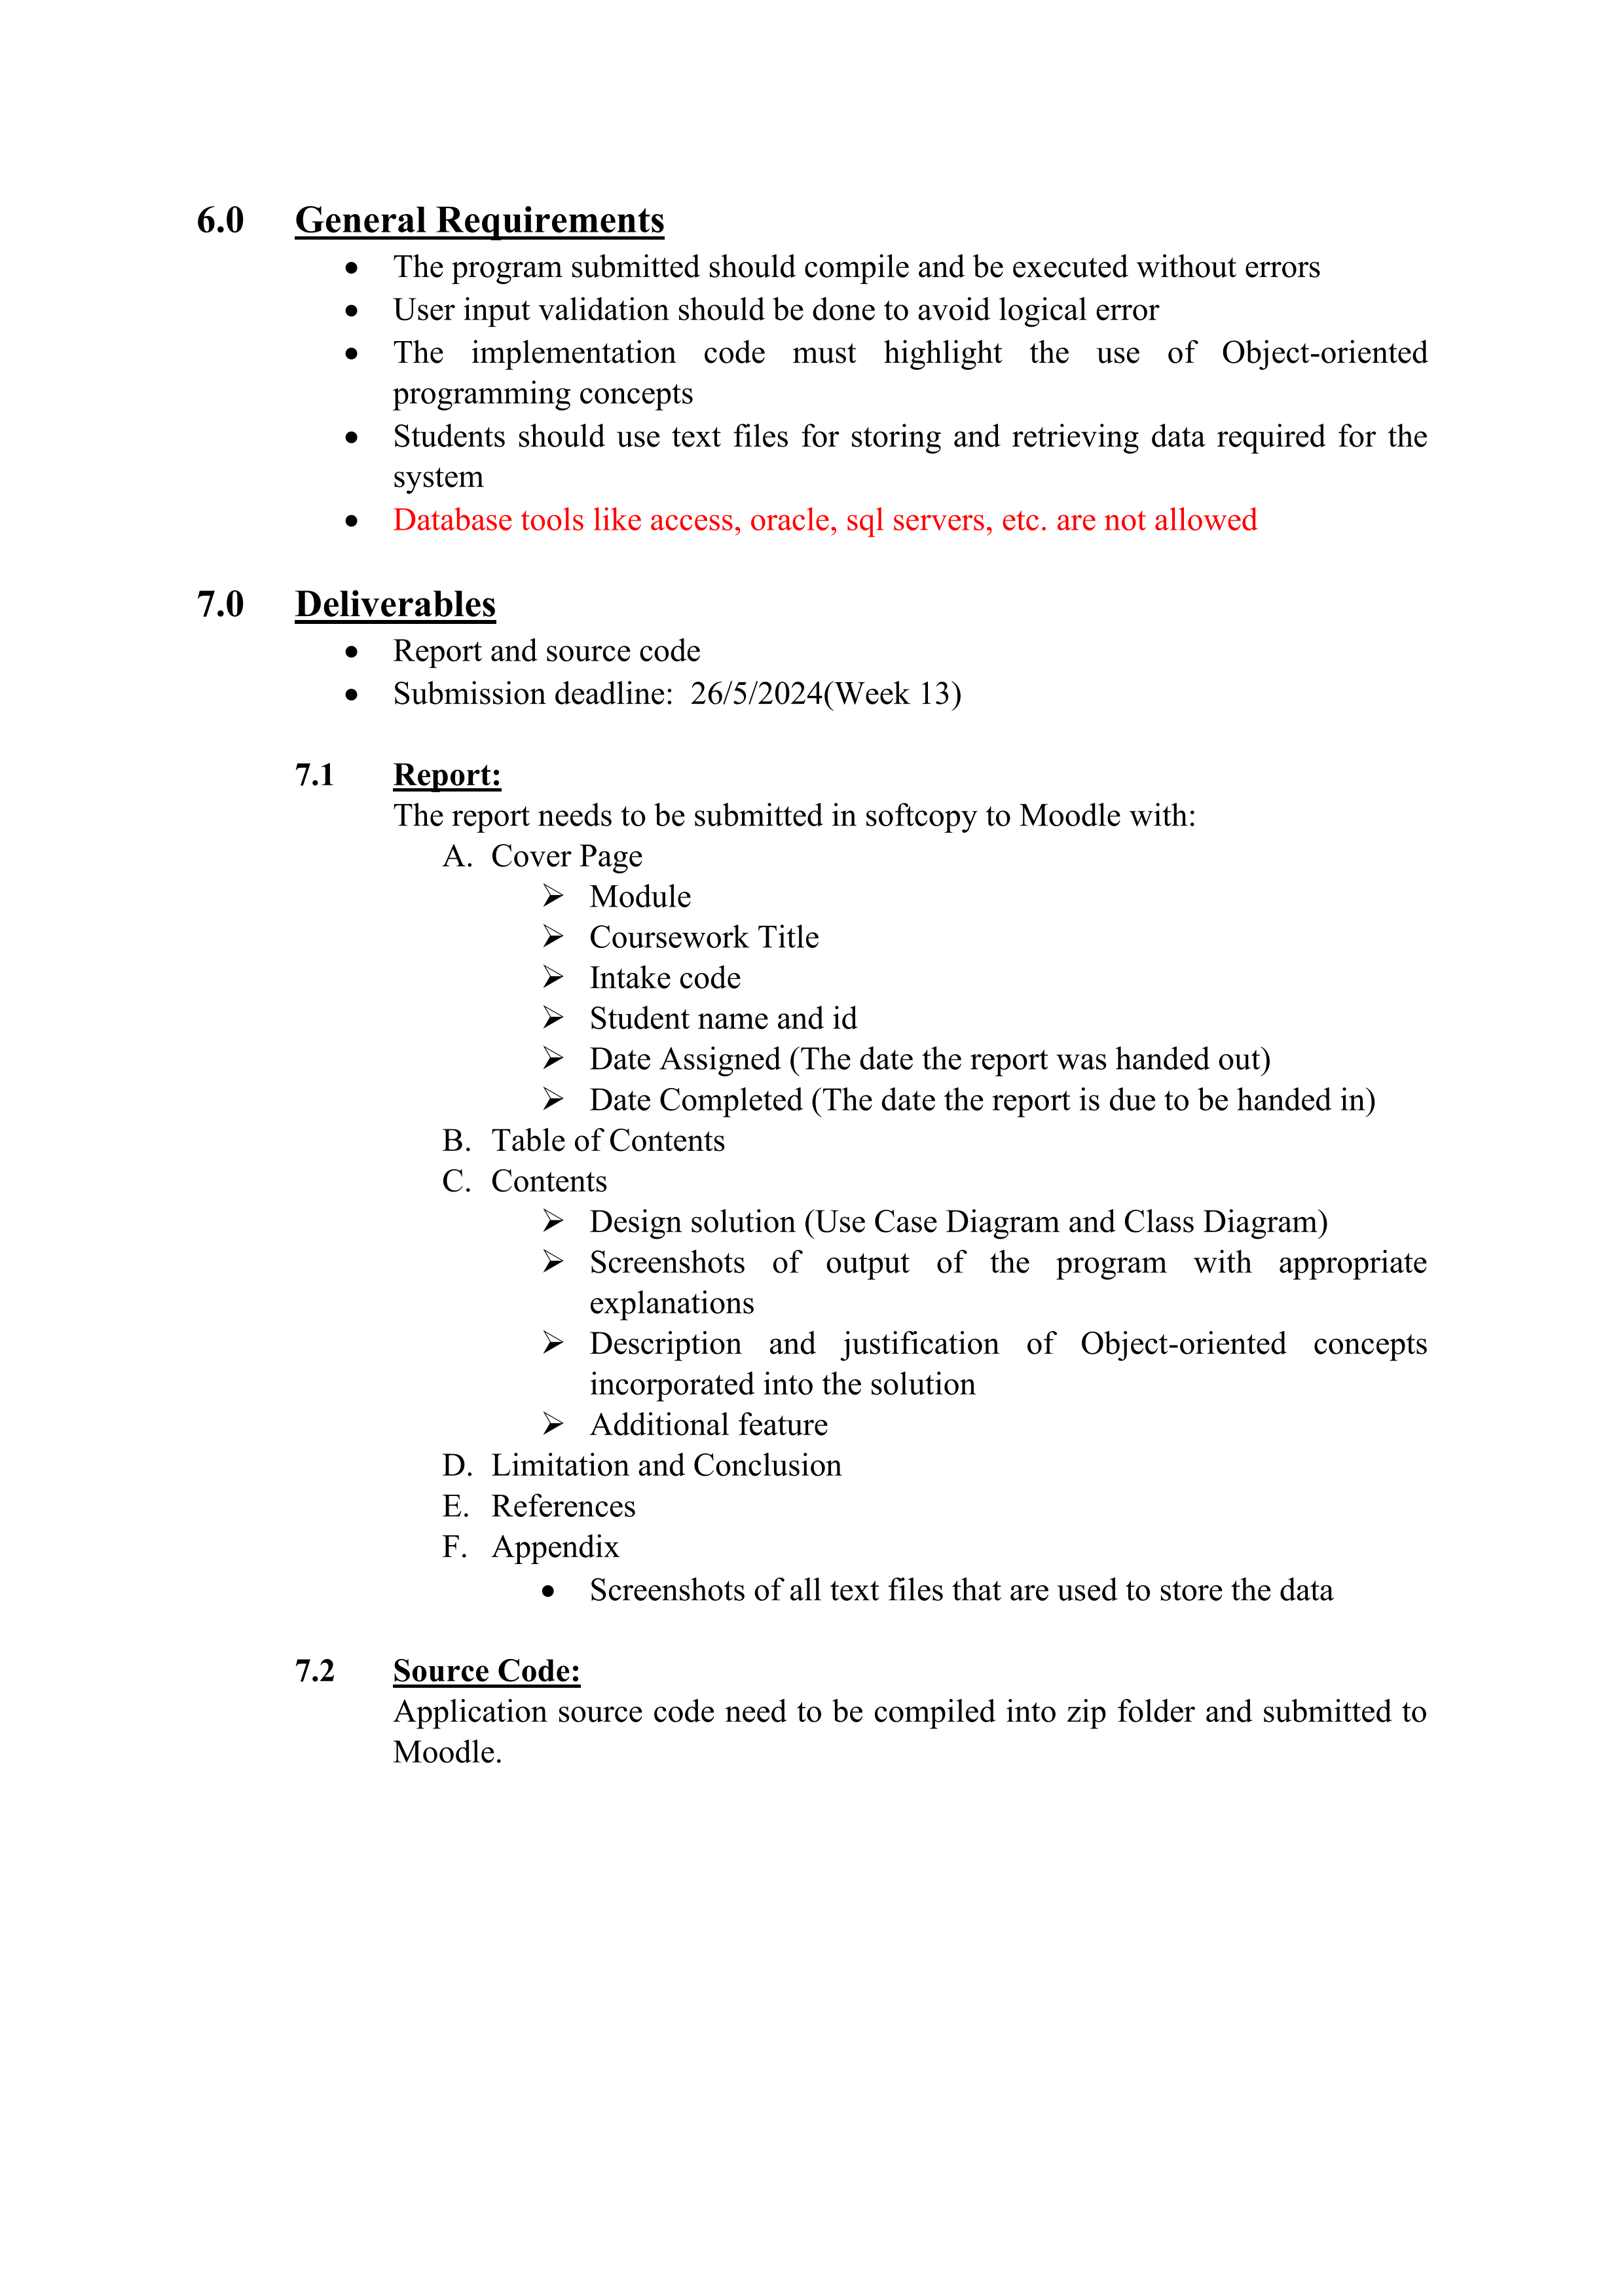 6.0 General Requirements
• The program submitted should compile and be executed without errors
• User input validation should be done to avoid logical error
• The implementation code must highlight the use of Object-oriented
programming concepts
• Students should use text files for storing and retrieving data required for the
system
• Database tools like access, oracle, sql servers, etc. are not allowed
7.0 Deliverables
• Report and source code
• Submission deadline: 26/5/2024(Week 13)
7.1 Report:
The report needs to be submitted in softcopy to Moodle with:
A. Cover Page
➢ Module
➢ Coursework Title
➢ Intake code
➢ Student name and id
➢ Date Assigned (The date the report was handed out)
➢ Date Completed (The date the report is due to be handed in)
B. Table of Contents
C. Contents
➢ Design solution (Use Case Diagram and Class Diagram)
➢ Screenshots of output of the program with appropriate
explanations
➢ Description and justification of Object-oriented concepts
incorporated into the solution
➢ Additional feature
D. Limitation and Conclusion
E. References
F. Appendix
• Screenshots of all text files that are used to store the data
7.2 Source Code:
Application source code need to be compiled into zip folder and submitted to
Moodle.